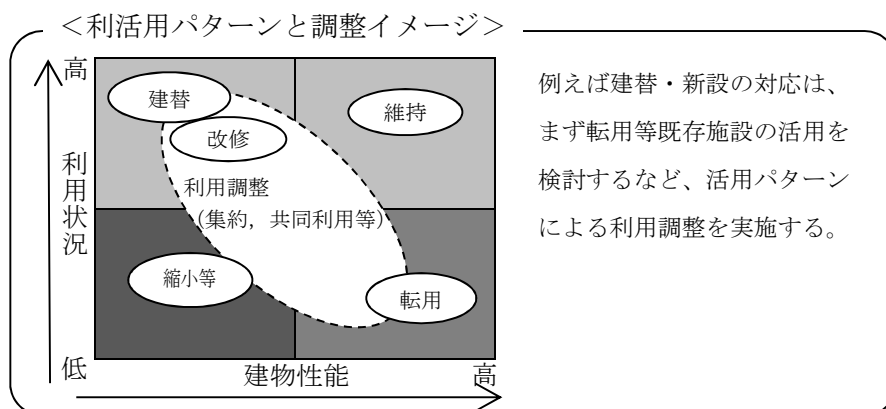 ＜利活用パターンと調整イメージ＞
高
建替
維持
改修
利用状況
利用調整
（集約，共同利用等）
縮小等
転用
低
建物性能
高
例えば建替・新設の対応は、
まず転用等既存施設の活用を
検討するなど、活用パターン
による利用調整を実施する。